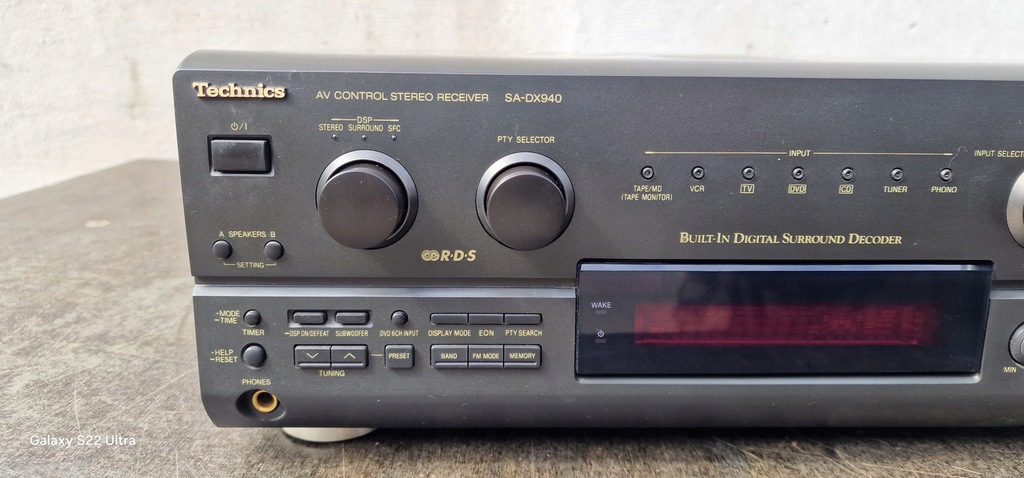 Technics
AV CONTROL STEREO RECEIVER SA-DX940
⏻/I
DSP
STEREO SURROUND SFC
PTY SELECTOR
INPUT
INPUT SELECT
TAPE/MD
(TAPE MONITOR)
VCR
TV
DVD
CD
TUNER
PHONO
A SPEAKERS B
SETTING
R·D·S
BUILT-IN DIGITAL SURROUND DECODER
WAKE
⏻
-MODE
-TIME
TIMER
-DSP ON/DEFEAT
SUBWOOFER
DVD 6CH INPUT
DISPLAY MODE
EON
PTY SEARCH
-HELP
-RESET
TUNING
PRESET
BAND
FM MODE
MEMORY
PHONES
MIN
Galaxy S22 Ultra